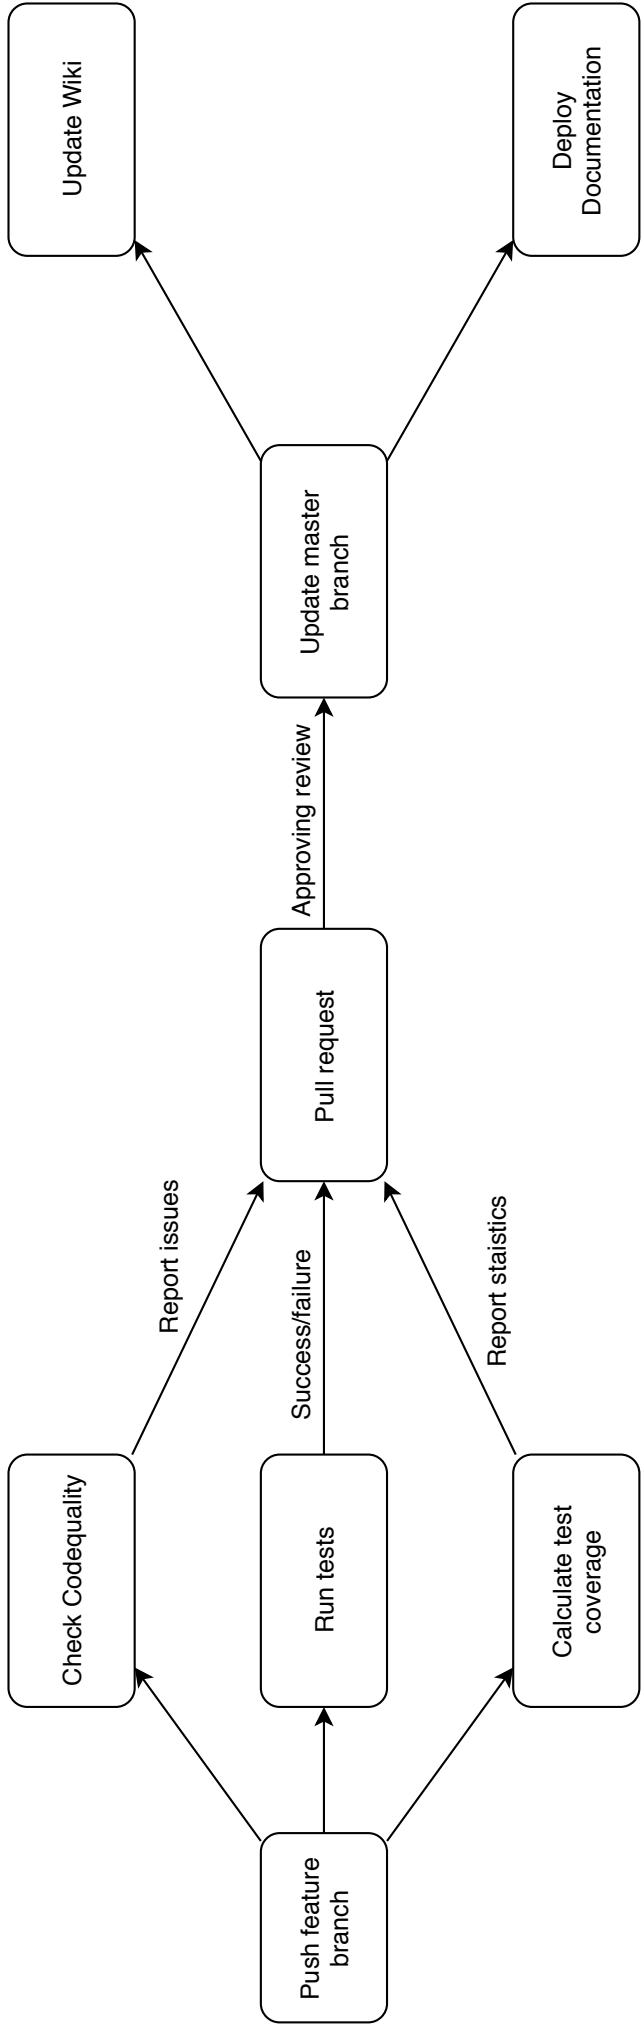 Push feature
branch
Check Codequality
Run tests
Calculate test
coverage
Report issues
Success/failure
Report staistics
Pull request
Approving review
Update master
branch
Update Wiki
Deploy
Documentation